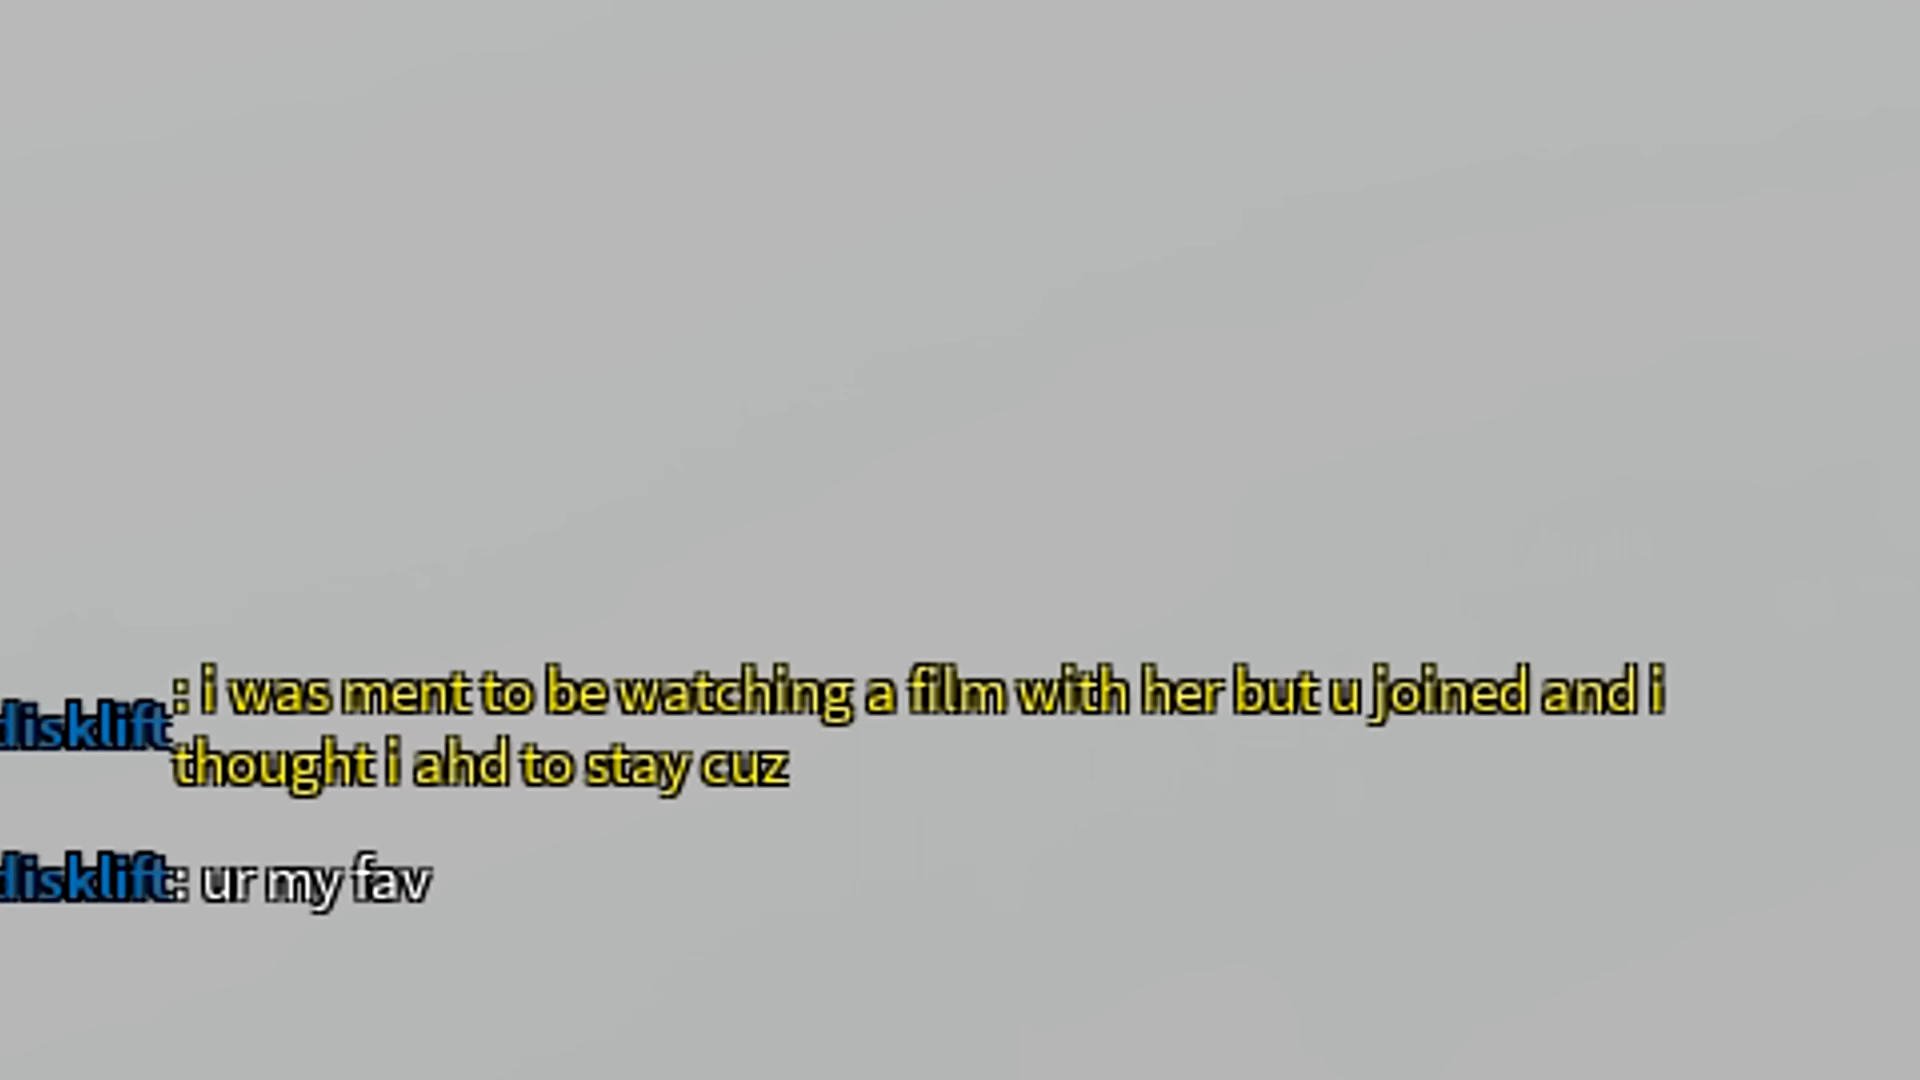 disklift: i was ment to be watching a film with her but u joined and i
thought i ahd to stay cuz
disklift: ur my fav